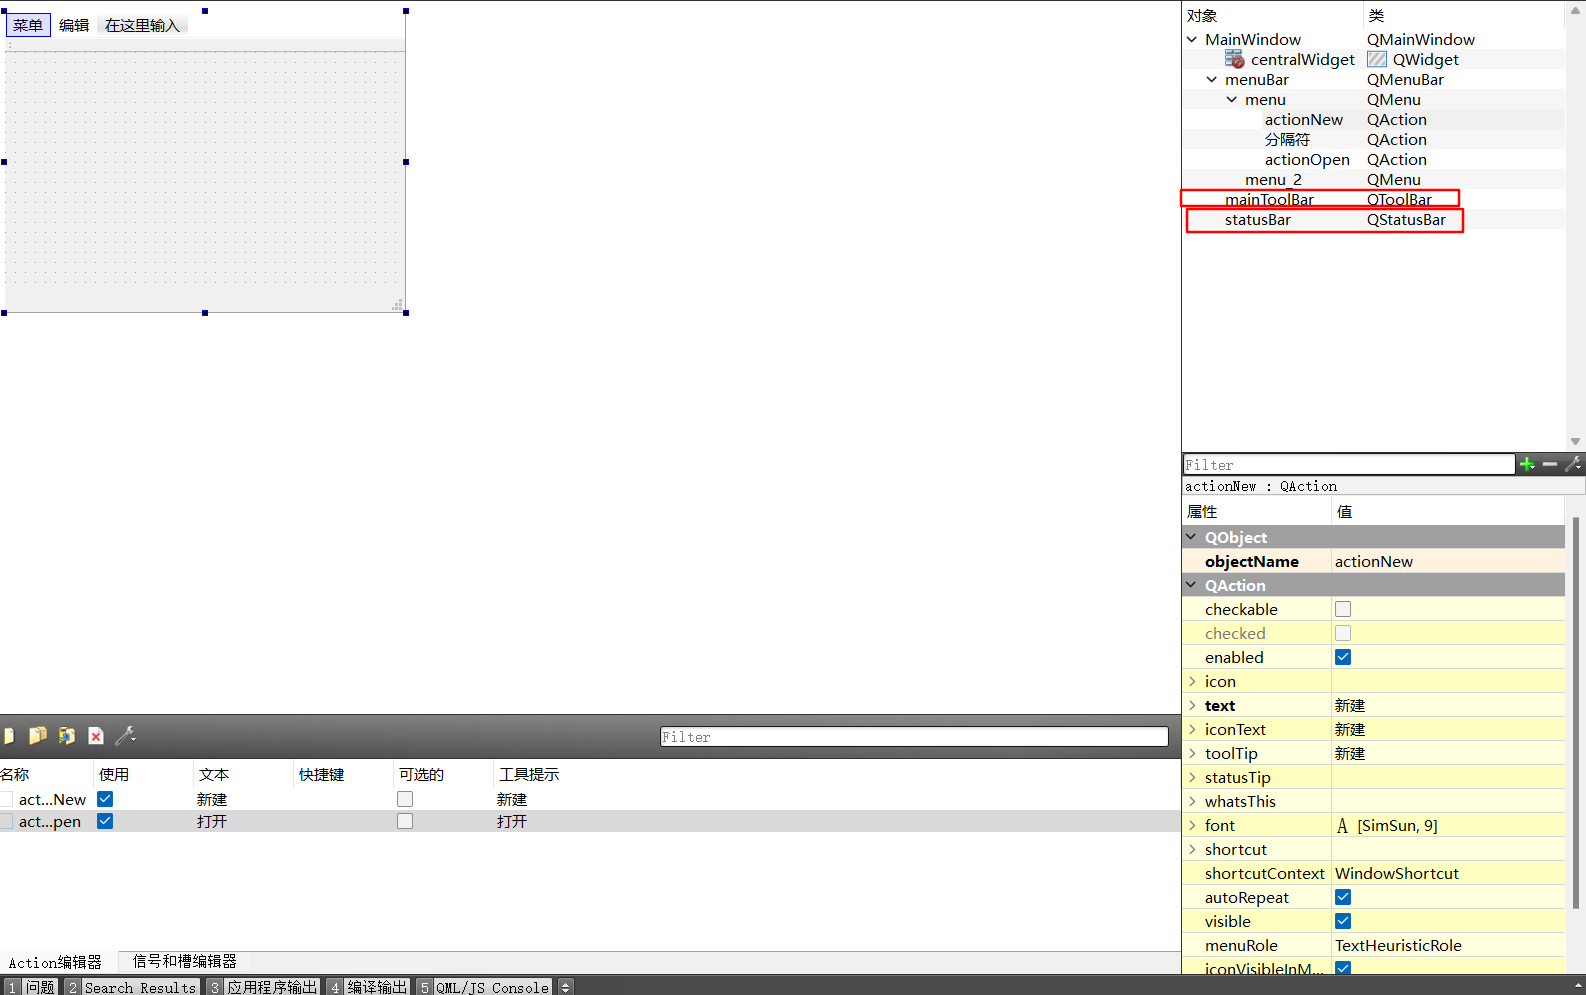 菜单 编辑 在这里输入
对象 类
MainWindow QMainWindow
centralWidget QWidget
menuBar QMenuBar
menu QMenu
actionNew QAction
分隔符 QAction
actionOpen QAction
menu_2 QMenu
mainToolBar QToolBar
statusBar QStatusBar
Filter
actionNew : QAction
属性 值
QObject
objectName actionNew
QAction
checkable
checked
enabled
icon
text 新建
iconText 新建
toolTip 新建
statusTip
whatsThis
font A [SimSun, 9]
shortcut
shortcutContext WindowShortcut
autoRepeat
visible
menuRole TextHeuristicRole
iconVisibleInM...
Filter
名称 使用 文本 快捷键 可选的 工具提示
act...New 新建 新建
act...pen 打开 打开
Action编辑器 信号和槽编辑器
1 问题 2 Search Results 3 应用程序输出 4 编译输出 5 QML/JS Console